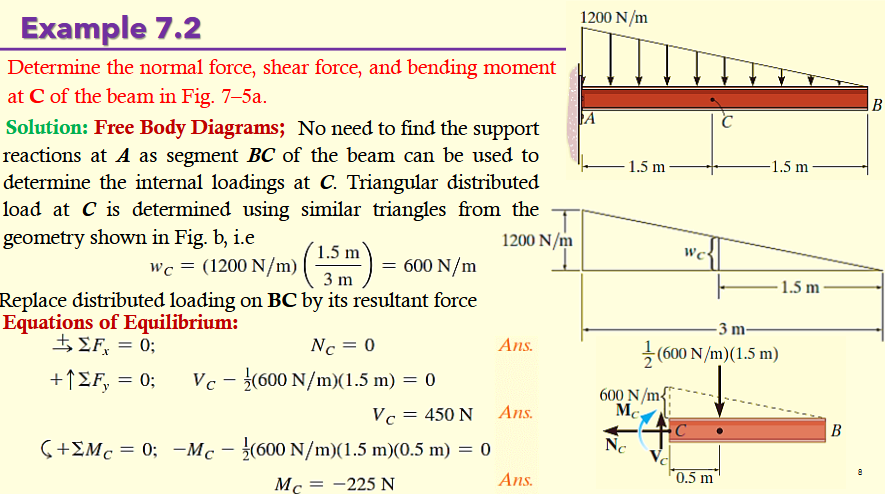 Example 7.2
Determine the normal force, shear force, and bending moment
at C of the beam in Fig. 7–5a.
Solution: Free Body Diagrams; No need to find the support
reactions at A as segment BC of the beam can be used to
determine the internal loadings at C. Triangular distributed
load at C is determined using similar triangles from the
geometry shown in Fig. b, i.e
w_C = (1200 N/m) (1.5 m / 3 m) = 600 N/m
Replace distributed loading on BC by its resultant force
Equations of Equilibrium:
→+ ΣF_x = 0; N_C = 0 Ans.
+↑ΣF_y = 0; V_C − ½(600 N/m)(1.5 m) = 0
V_C = 450 N Ans.
↺+ΣM_C = 0; −M_C − ½(600 N/m)(1.5 m)(0.5 m) = 0
M_C = −225 N Ans.
1200 N/m
A
C
B
1.5 m
1.5 m
1200 N/m
w_C
1.5 m
3 m
½(600 N/m)(1.5 m)
600 N/m
M_C
C
B
N_C
V_C
0.5 m
8